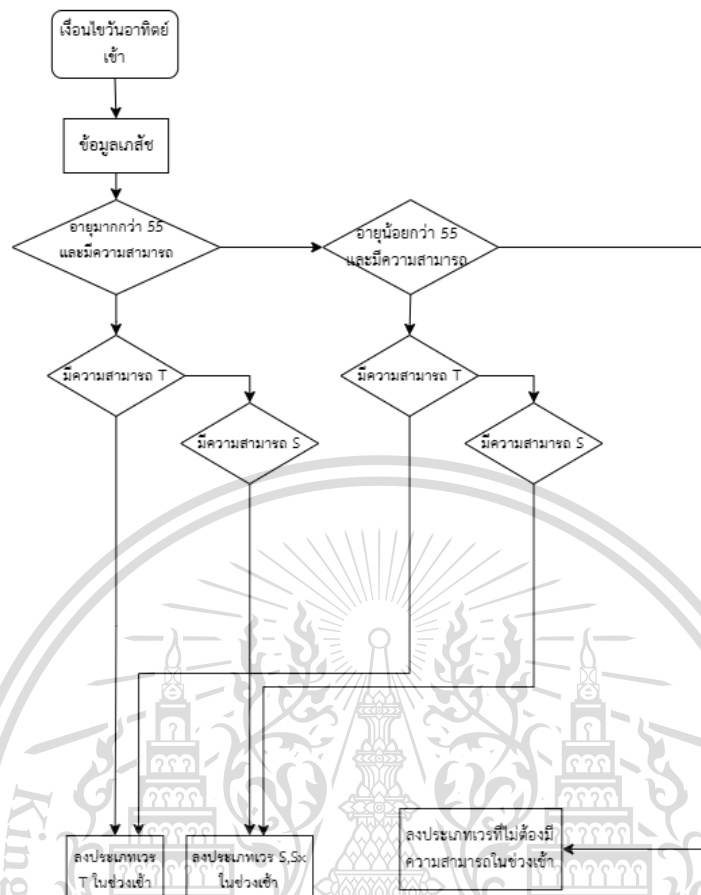 เงื่อนไขวันอาทิตย์
เช้า
ข้อมูลเภสัช
อายุมากกว่า 55
และมีความสามารถ
อายุน้อยกว่า 55
และมีความสามารถ
มีความสามารถ T
มีความสามารถ S
มีความสามารถ T
มีความสามารถ S
ลงประเภทเวร
T ในช่วงเช้า
ลงประเภทเวร S,Sx
ในช่วงเช้า
ลงประเภทเวรที่ไม่ต้องมี
ความสามารถในช่วงเช้า
King